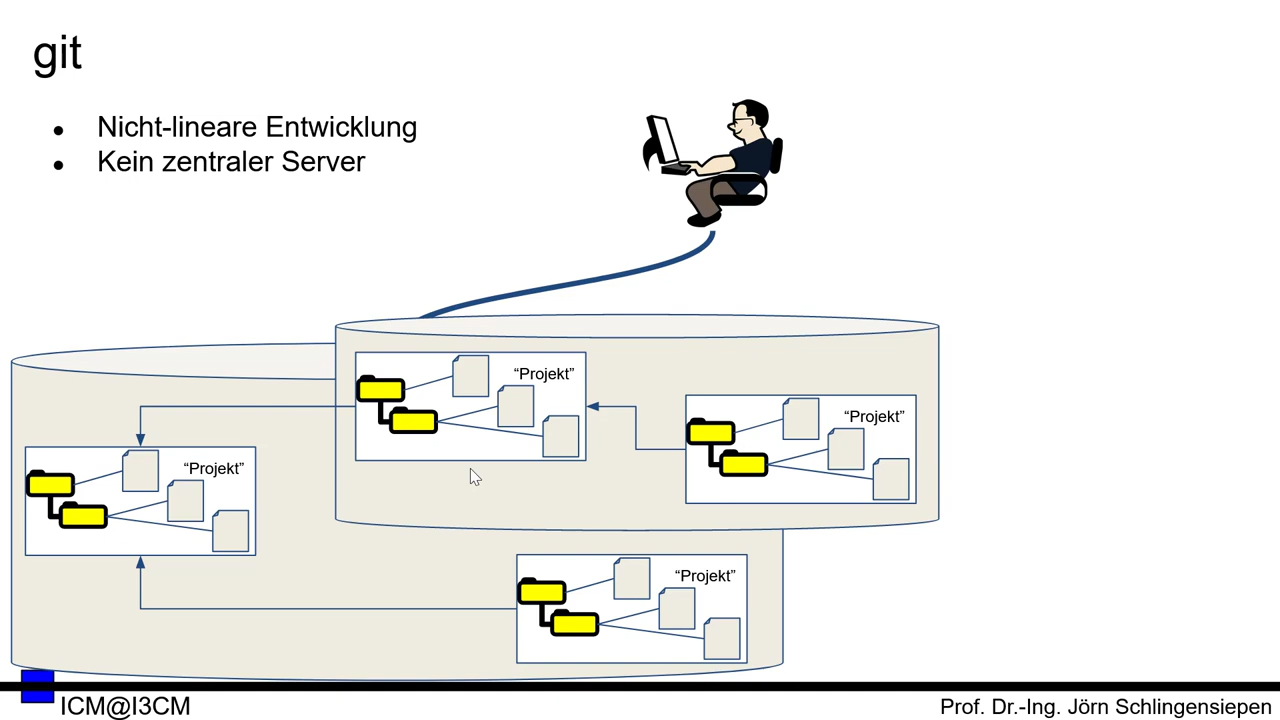 git
● Nicht-lineare Entwicklung
● Kein zentraler Server
“Projekt”
“Projekt”
“Projekt”
“Projekt”
ICM@I3CM
Prof. Dr.-Ing. Jörn Schlingensiepen